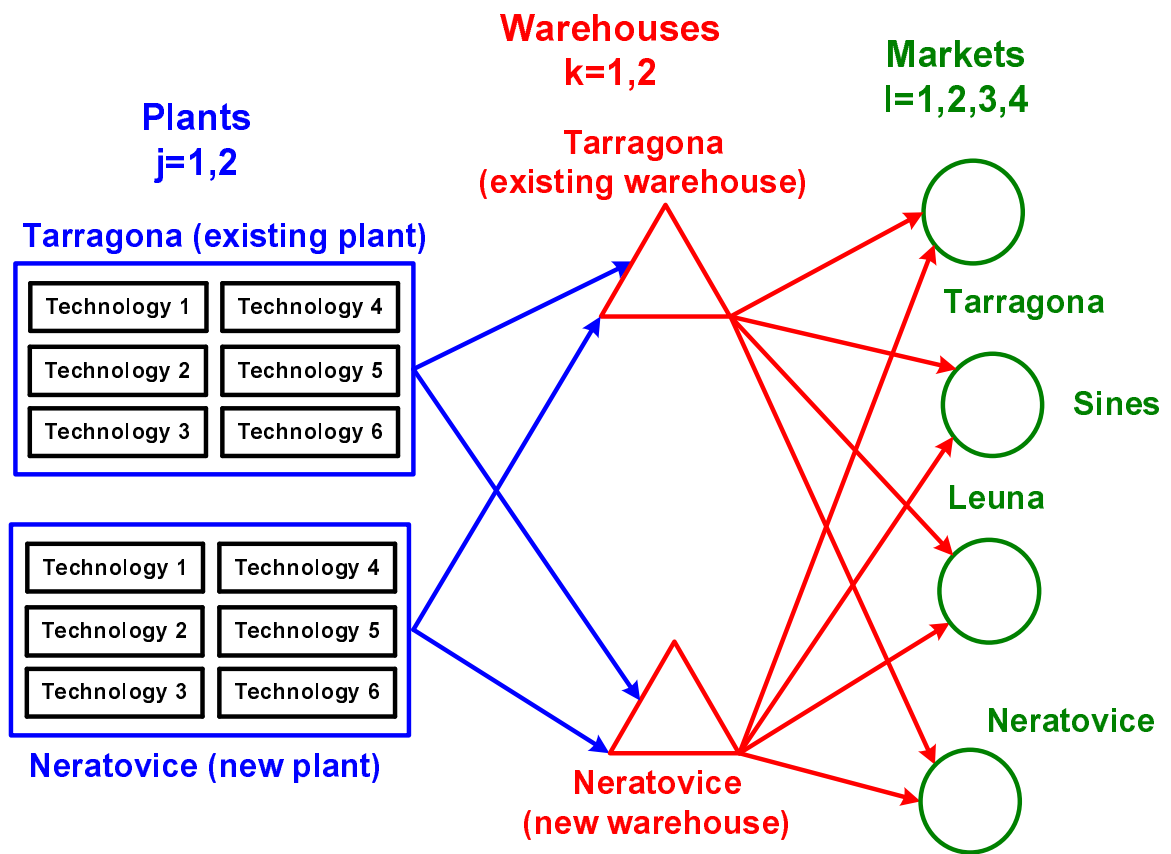 Plants
j=1,2
Tarragona (existing plant)
Technology 1
Technology 4
Technology 2
Technology 5
Technology 3
Technology 6
Technology 1
Technology 4
Technology 2
Technology 5
Technology 3
Technology 6
Neratovice (new plant)
Warehouses
k=1,2
Tarragona
(existing warehouse)
Neratovice
(new warehouse)
Markets
l=1,2,3,4
Tarragona
Sines
Leuna
Neratovice